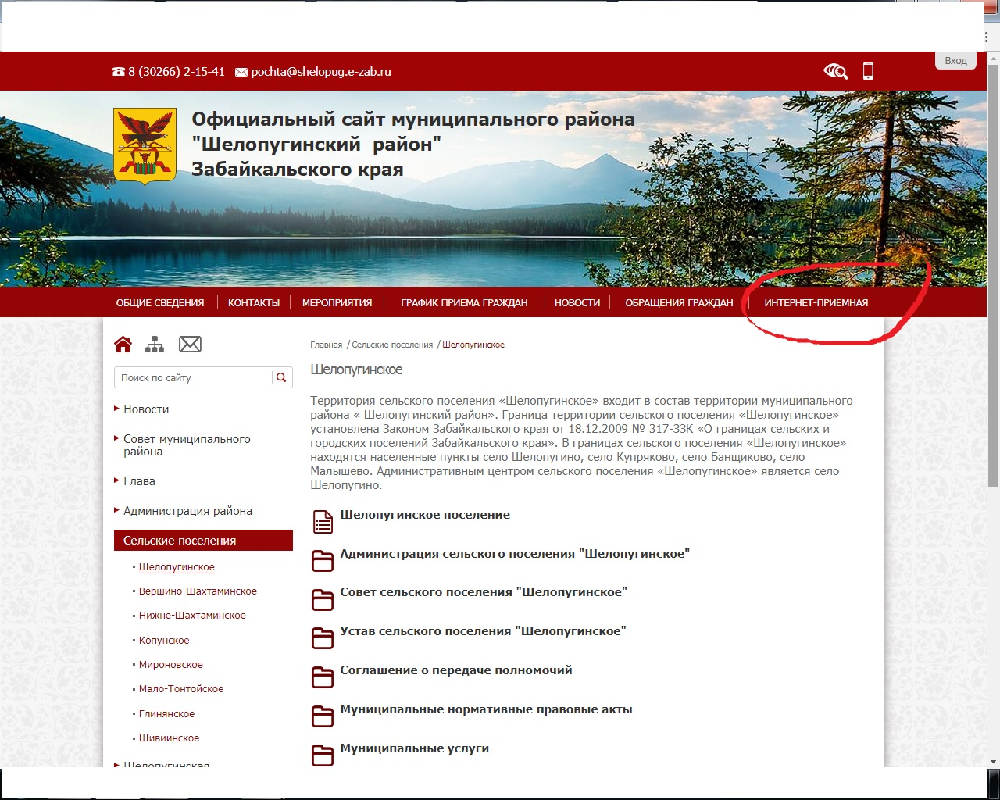 Вход
8 (30266) 2-15-41 pochta@shelopug.e-zab.ru
Официальный сайт муниципального района
"Шелопугинский район"
Забайкальского края
ОБЩИЕ СВЕДЕНИЯ КОНТАКТЫ МЕРОПРИЯТИЯ ГРАФИК ПРИЕМА ГРАЖДАН НОВОСТИ ОБРАЩЕНИЯ ГРАЖДАН ИНТЕРНЕТ-ПРИЕМНАЯ
Поиск по сайту
Новости
Совет муниципального
района
Глава
Администрация района
Сельские поселения
Шелопугинское
Вершино-Шахтаминское
Нижне-Шахтаминское
Копунское
Мироновское
Мало-Тонтойское
Глинянское
Шивиинское
Шелопугинская
Главная / Сельские поселения / Шелопугинское
Шелопугинское
Территория сельского поселения «Шелопугинское» входит в состав территории муниципального
района « Шелопугинский район». Граница территории сельского поселения «Шелопугинское»
установлена Законом Забайкальского края от 18.12.2009 № 317-ЗЗК «О границах сельских и
городских поселений Забайкальского края». В границах сельского поселения «Шелопугинское»
находятся населенные пункты село Шелопугино, село Купряково, село Банщиково, село
Малышево. Административным центром сельского поселения «Шелопугинское» является село
Шелопугино.
Шелопугинское поселение
Администрация сельского поселения "Шелопугинское"
Совет сельского поселения "Шелопугинское"
Устав сельского поселения "Шелопугинское"
Соглашение о передаче полномочий
Муниципальные нормативные правовые акты
Муниципальные услуги